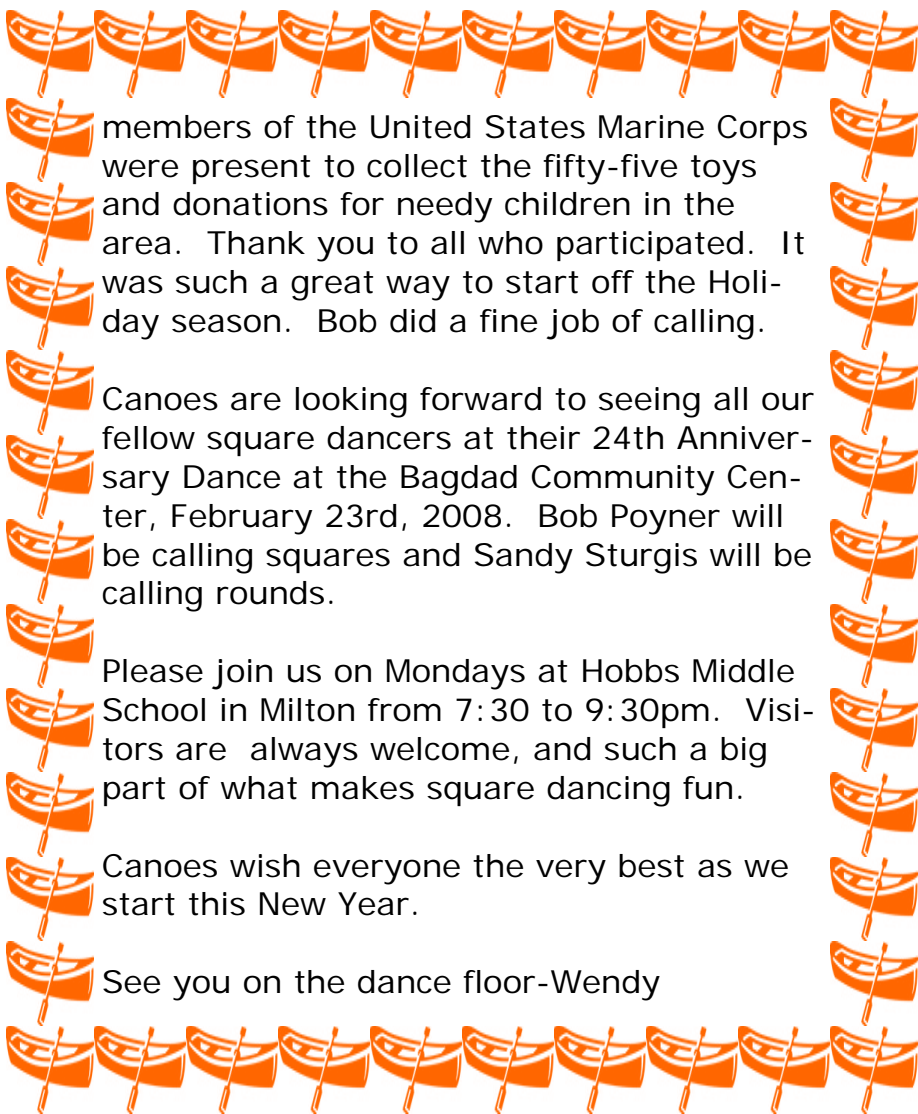 members of the United States Marine Corps
were present to collect the fifty-five toys
and donations for needy children in the
area.  Thank you to all who participated.  It
was such a great way to start off the Holi-
day season.  Bob did a fine job of calling.
Canoes are looking forward to seeing all our
fellow square dancers at their 24th Anniver-
sary Dance at the Bagdad Community Cen-
ter, February 23rd, 2008.  Bob Poyner will
be calling squares and Sandy Sturgis will be
calling rounds.
Please join us on Mondays at Hobbs Middle
School in Milton from 7:30 to 9:30pm.  Visi-
tors are  always welcome, and such a big
part of what makes square dancing fun.
Canoes wish everyone the very best as we
start this New Year.
See you on the dance floor-Wendy